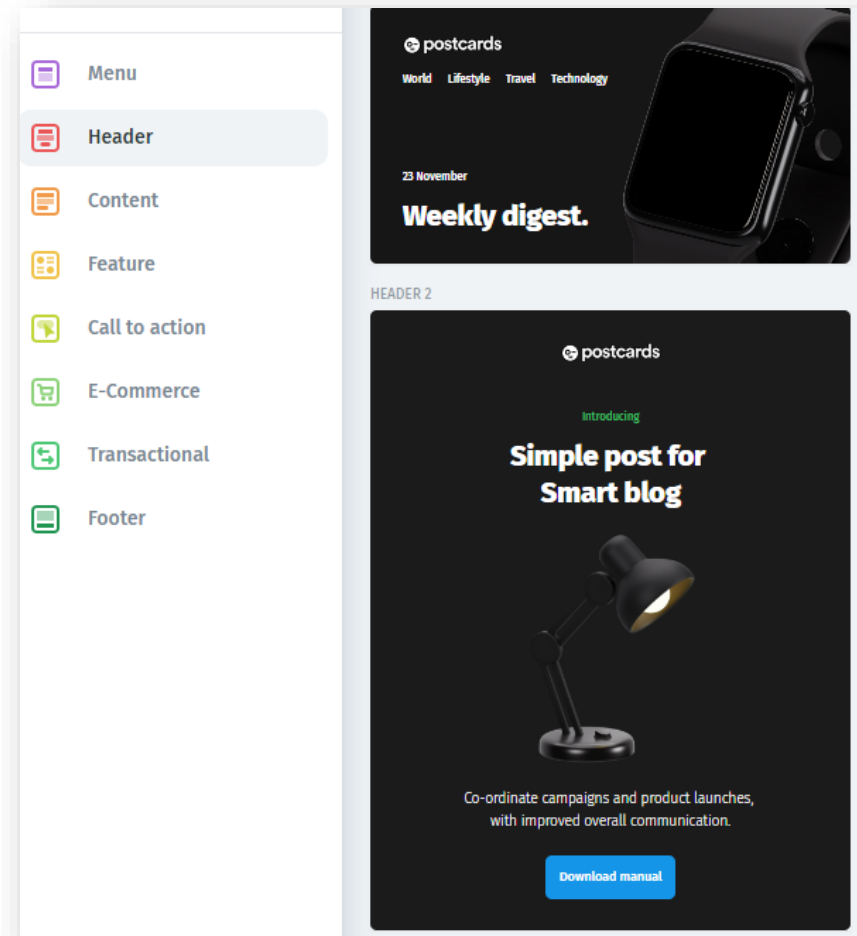 Menu
Header
Content
Feature
Call to action
E-Commerce
Transactional
Footer
postcards
World Lifestyle Travel Technology
23 November
Weekly digest.
HEADER 2
postcards
Introducing
Simple post for
Smart blog
Co-ordinate campaigns and product launches,
with improved overall communication.
Download manual